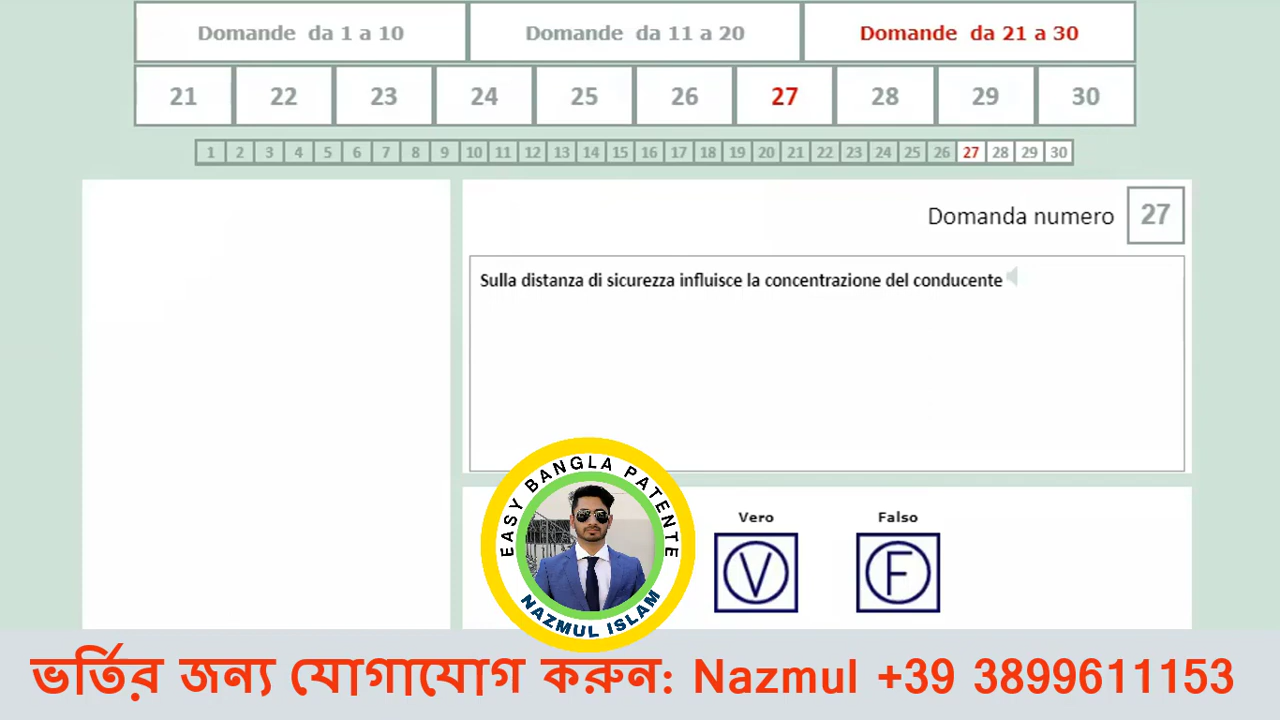 Domande da 1 a 10 Domande da 11 a 20 Domande da 21 a 30
21 22 23 24 25 26 27 28 29 30
1 2 3 4 5 6 7 8 9 10 11 12 13 14 15 16 17 18 19 20 21 22 23 24 25 26 27 28 29 30
Domanda numero 27
Sulla distanza di sicurezza influisce la concentrazione del conducente
EASY BANGLA PATENTE
NAZMUL ISLAM
Vero Falso
V F
ভর্তির জন্য যোগাযোগ করুন: Nazmul +39 3899611153